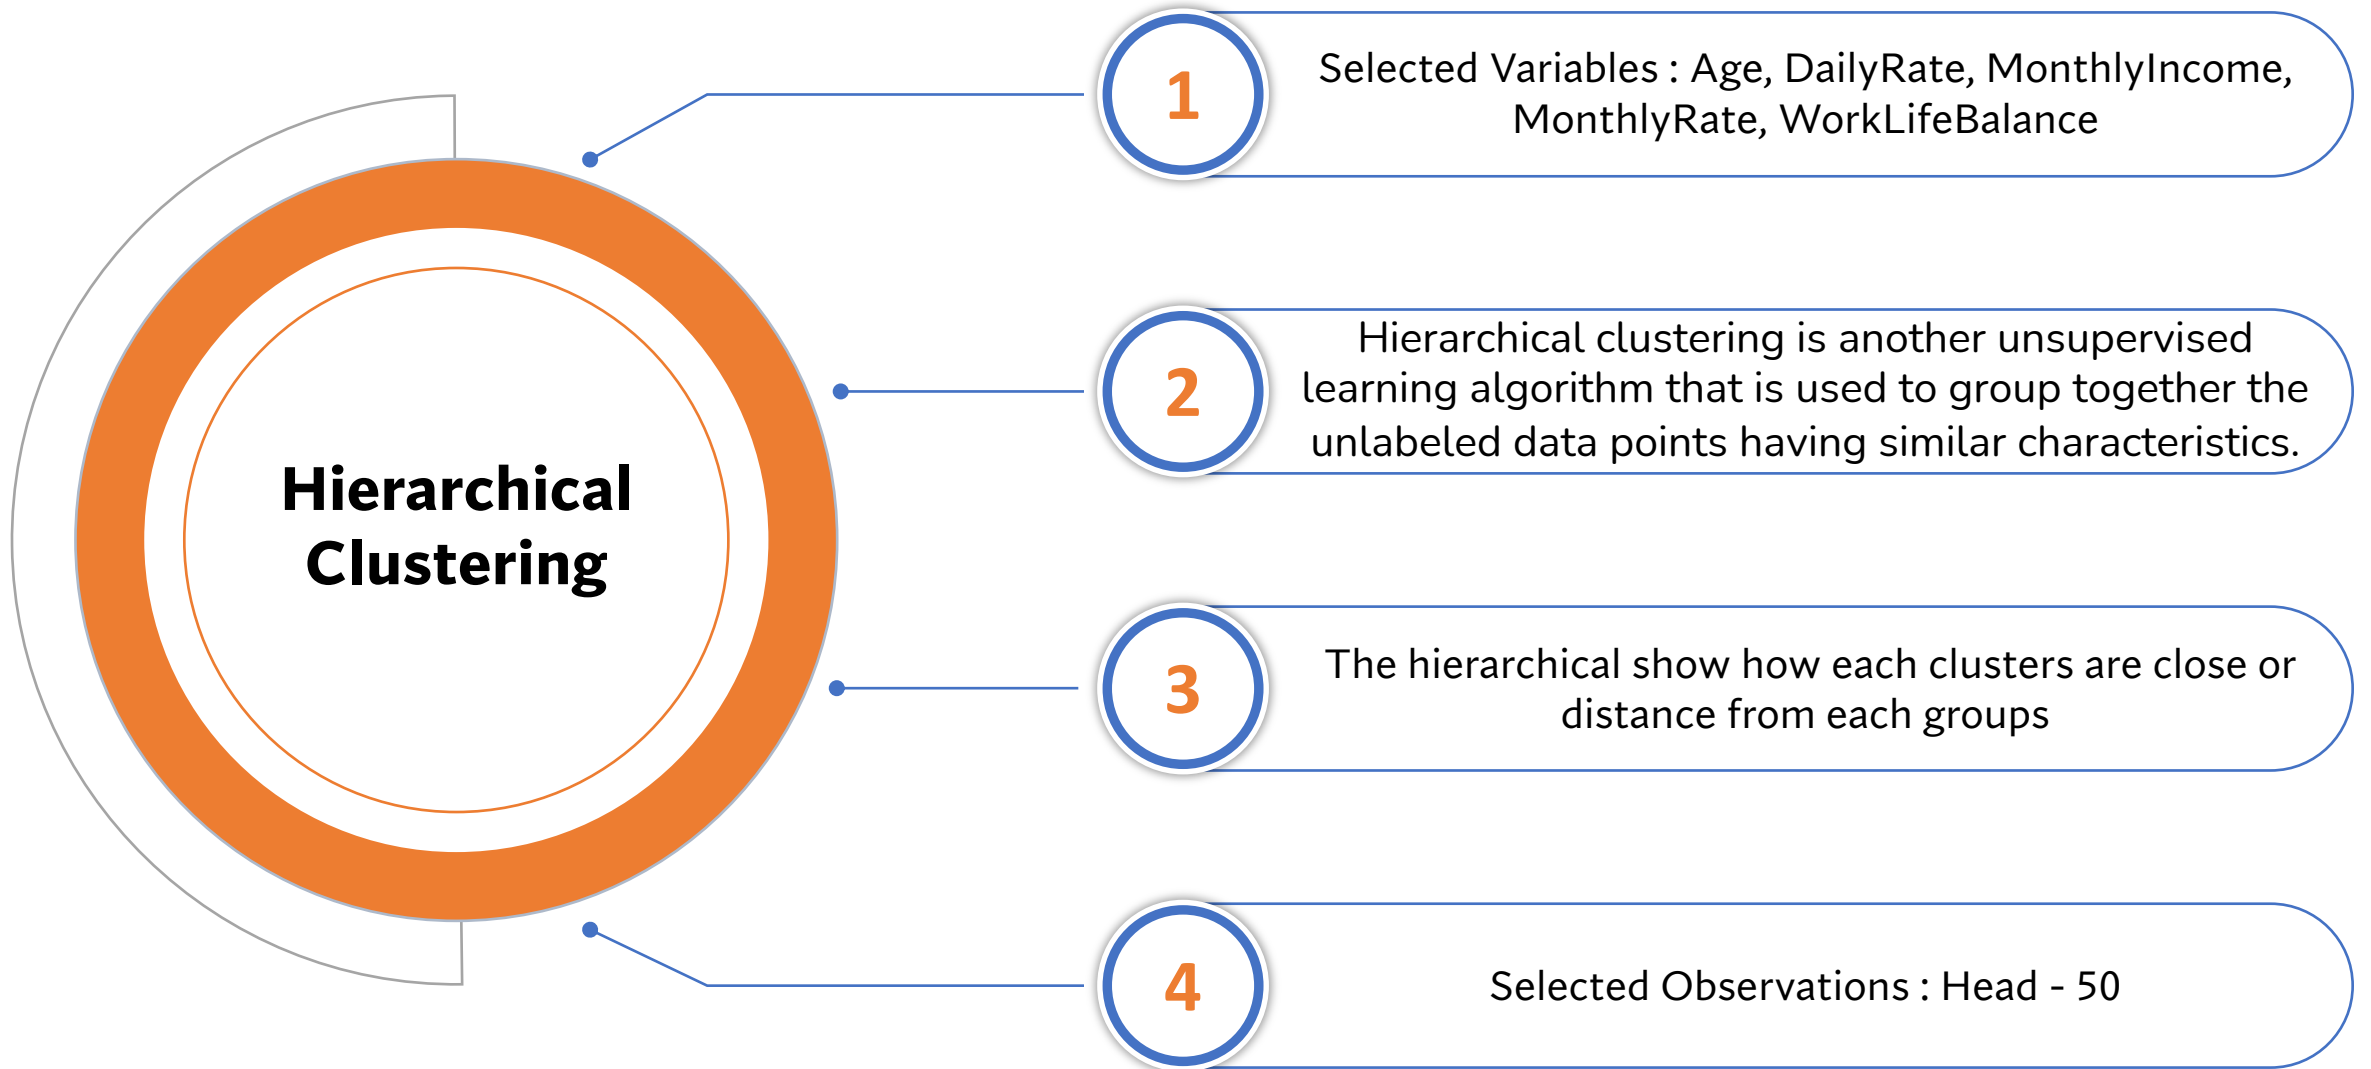 Hierarchical
Clustering
1
Selected Variables : Age, DailyRate, MonthlyIncome,
MonthlyRate, WorkLifeBalance
2
Hierarchical clustering is another unsupervised
learning algorithm that is used to group together the
unlabeled data points having similar characteristics.
3
The hierarchical show how each clusters are close or
distance from each groups
4
Selected Observations : Head - 50